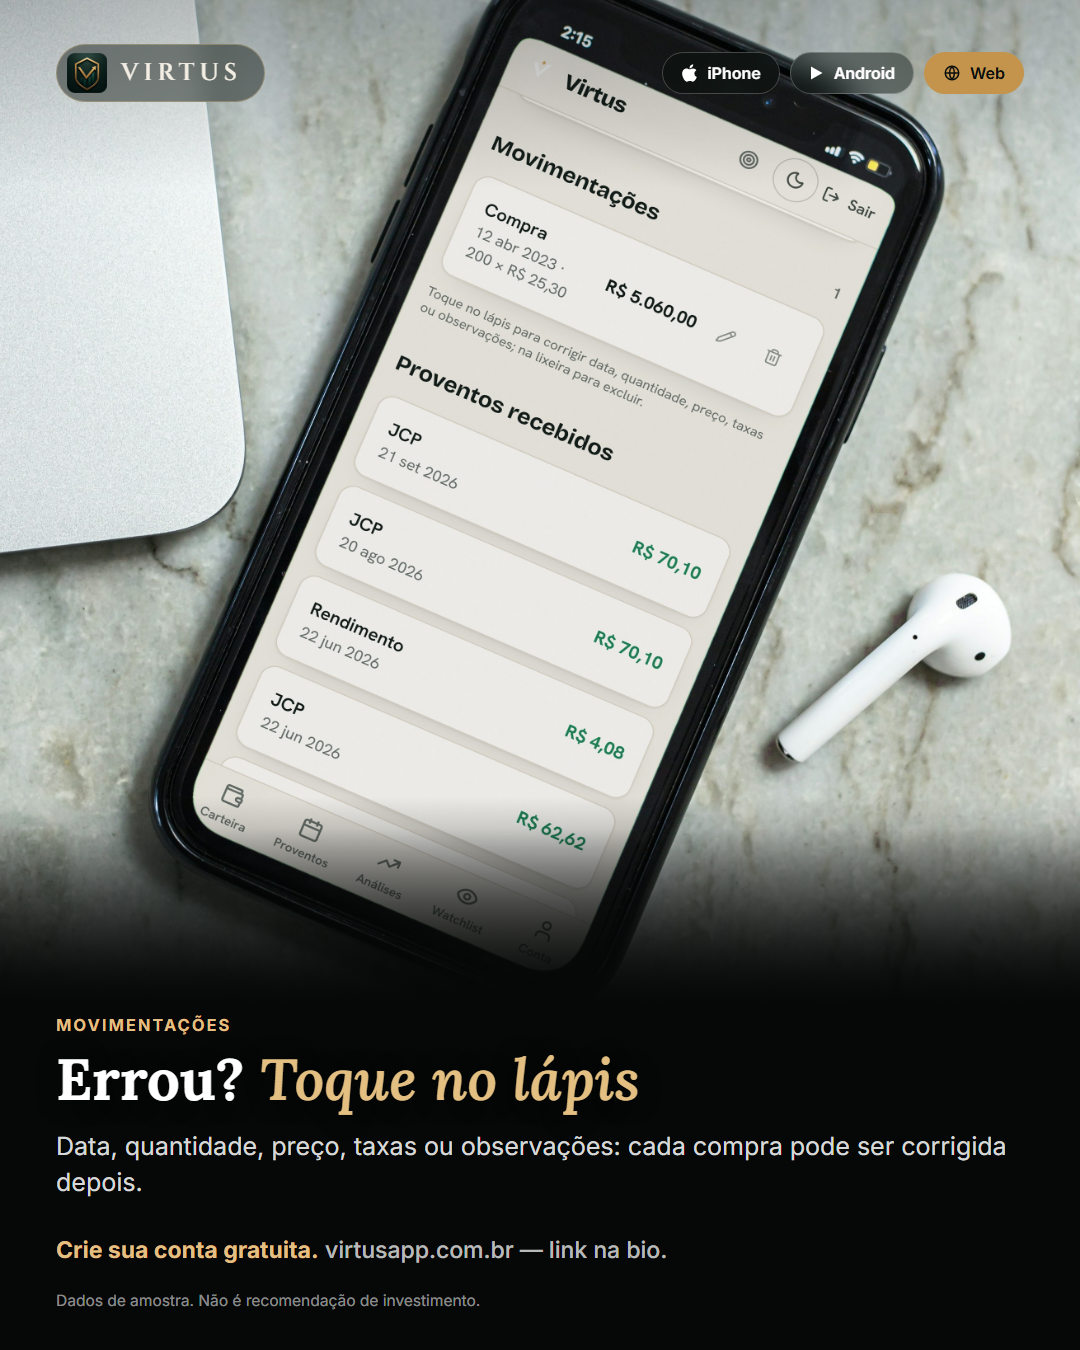 VIRTUS
iPhone
Android
Web
2:15
Virtus
Sair
Movimentações
1
Compra
12 abr 2023 ·
200 × R$ 25,30
R$ 5.060,00
Toque no lápis para corrigir data, quantidade, preço, taxas
ou observações; na lixeira para excluir.
Proventos recebidos
JCP
21 set 2026
R$ 70,10
JCP
20 ago 2026
R$ 70,10
Rendimento
22 jun 2026
R$ 4,08
JCP
22 jun 2026
R$ 62,62
Carteira
Proventos
Análises
Watchlist
Conta
MOVIMENTAÇÕES
Errou? Toque no lápis
Data, quantidade, preço, taxas ou observações: cada compra pode ser corrigida
depois.
Crie sua conta gratuita. virtusapp.com.br — link na bio.
Dados de amostra. Não é recomendação de investimento.